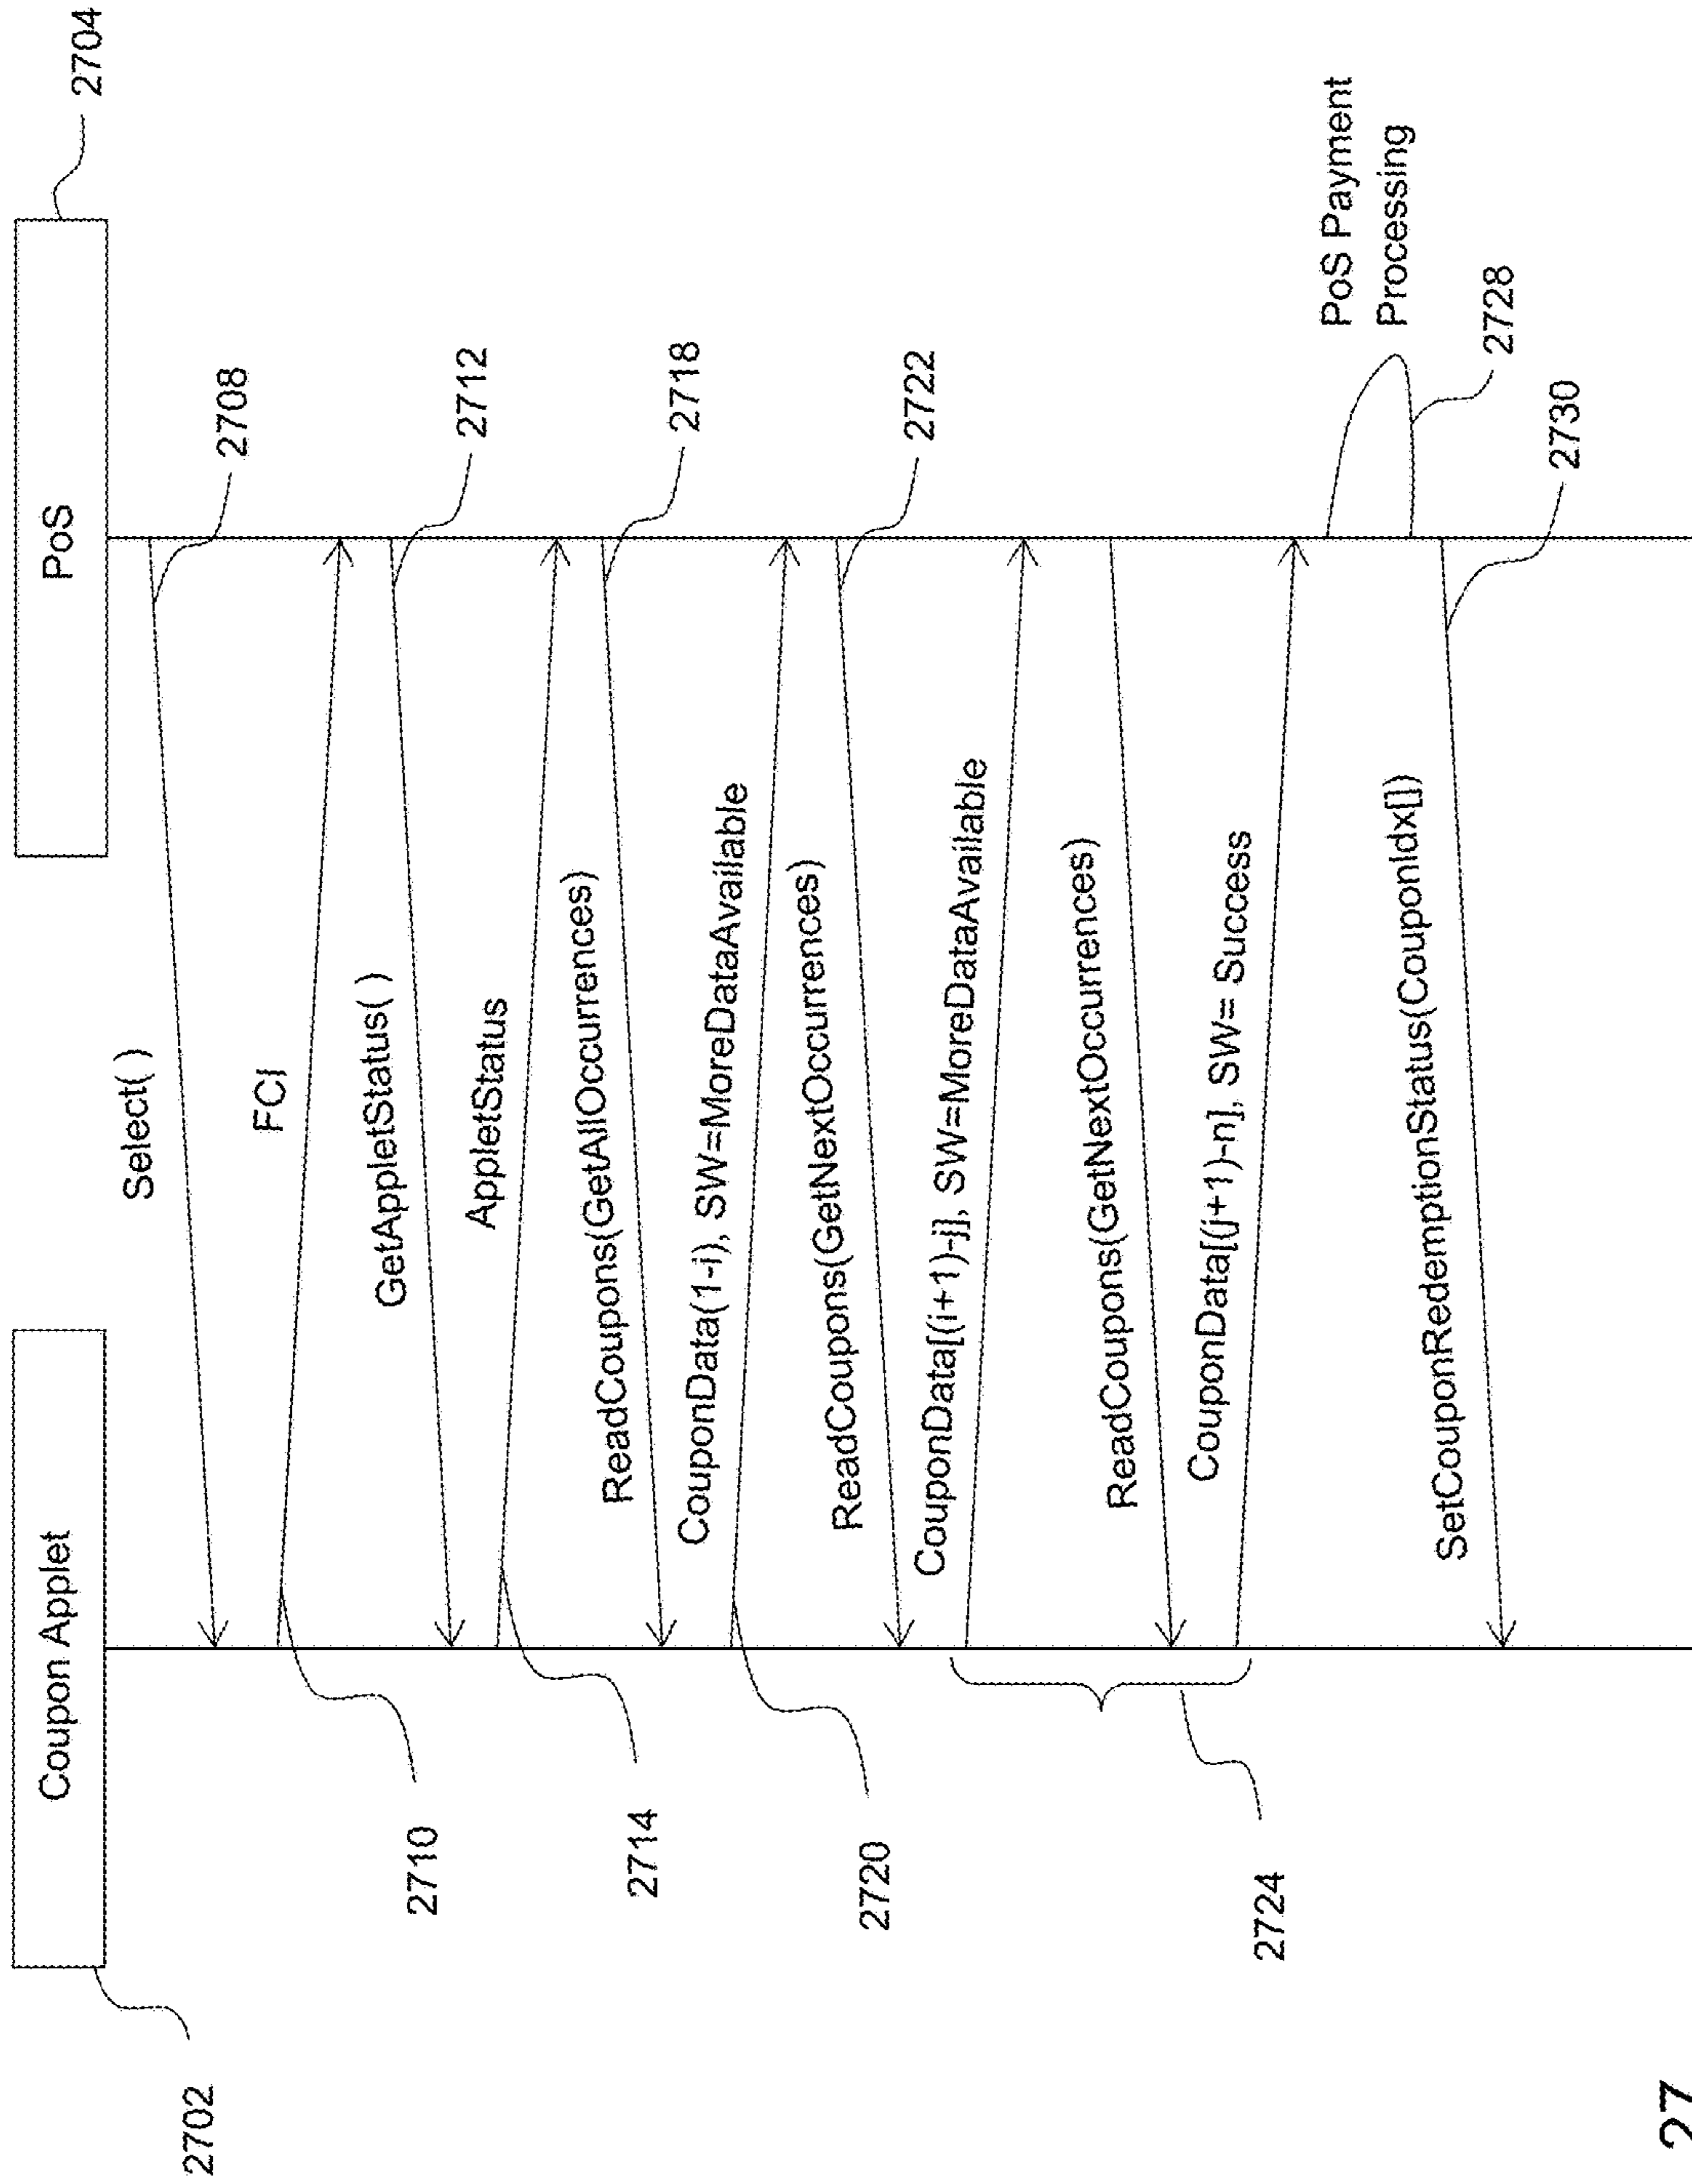 Coupon Applet
PoS
2702
2704
Select( )
2708
FCI
2710
GetAppletStatus( )
2712
AppletStatus
2714
ReadCoupons(GetAllOccurrences)
2718
CouponData(1-i), SW=MoreDataAvailable
2720
ReadCoupons(GetNextOccurrences)
2722
CouponData[(i+1)-j], SW=MoreDataAvailable
ReadCoupons(GetNextOccurrences)
2724
CouponData[(j+1)-n], SW= Success
PoS Payment
Processing
2728
SetCouponRedemptionStatus(CouponIdx[])
2730
27